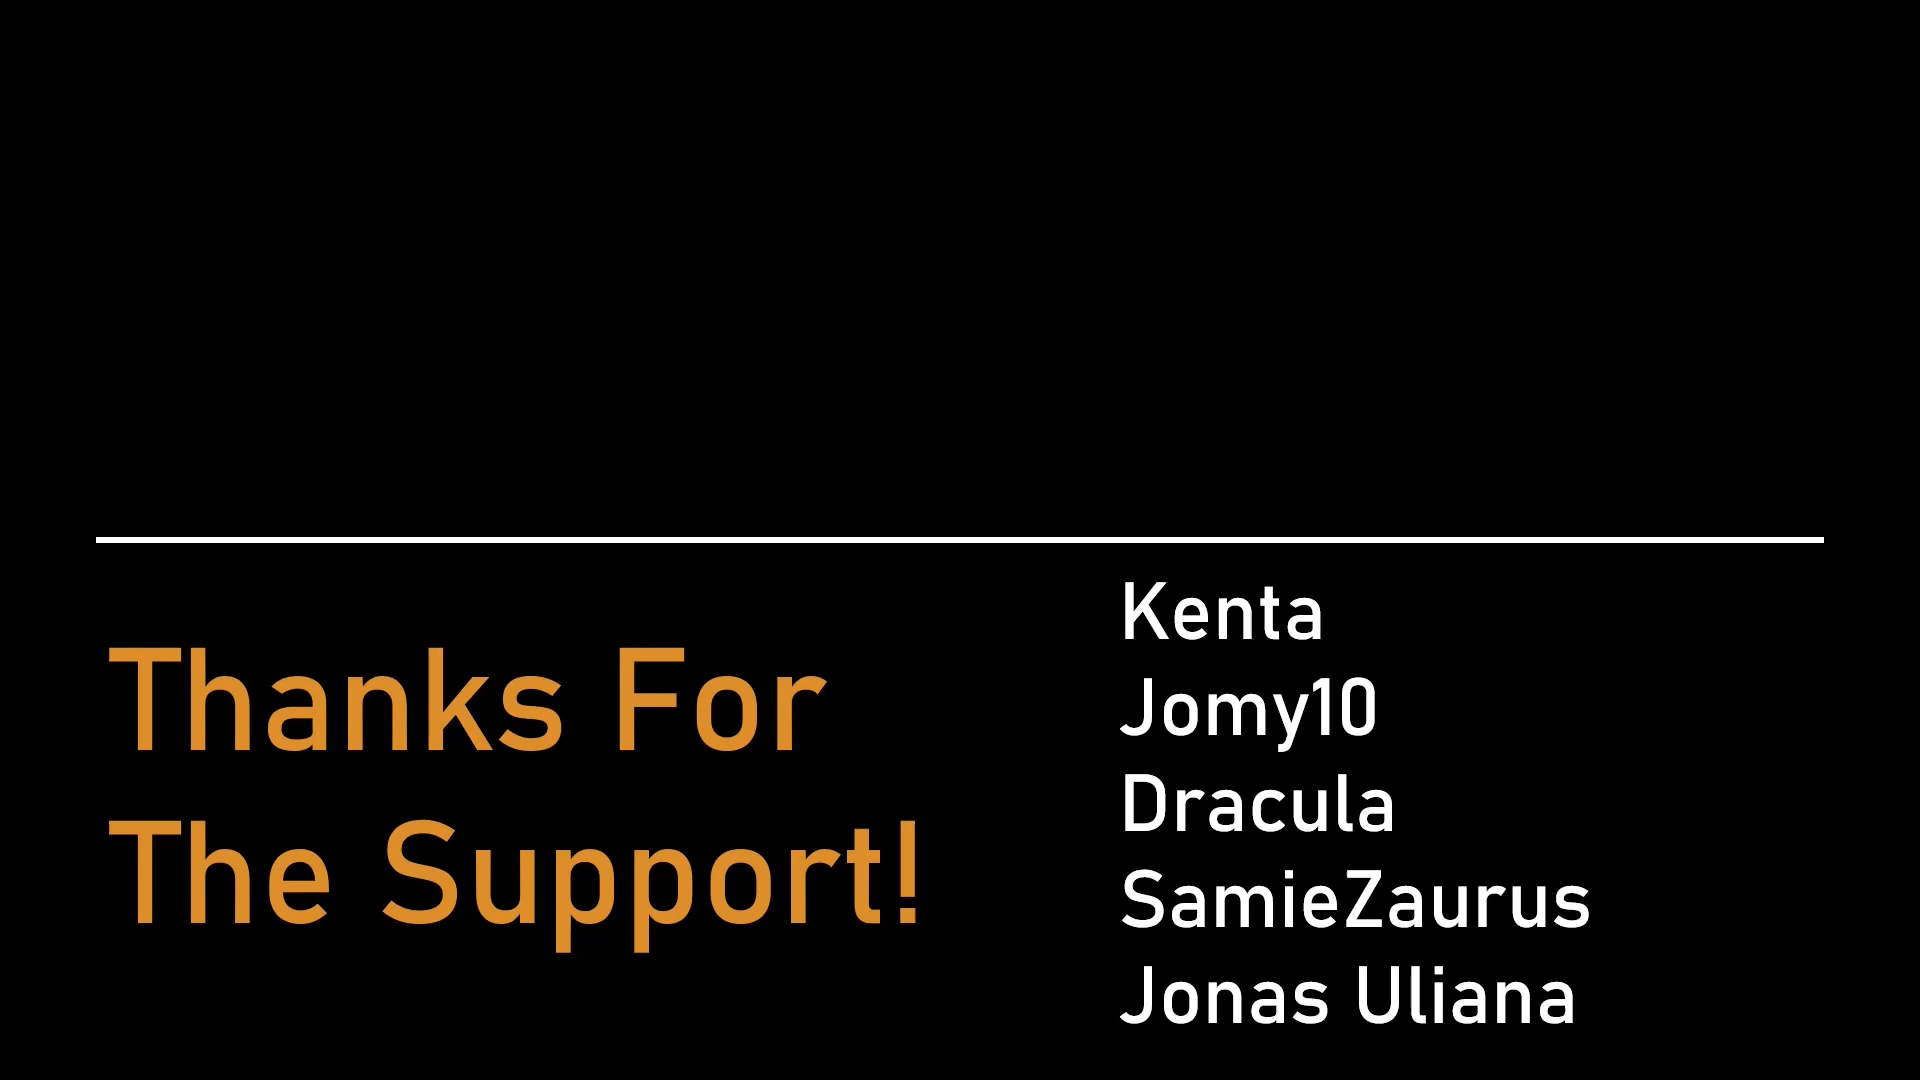 Thanks For
The Support!
Kenta
Jomy10
Dracula
SamieZaurus
Jonas Uliana